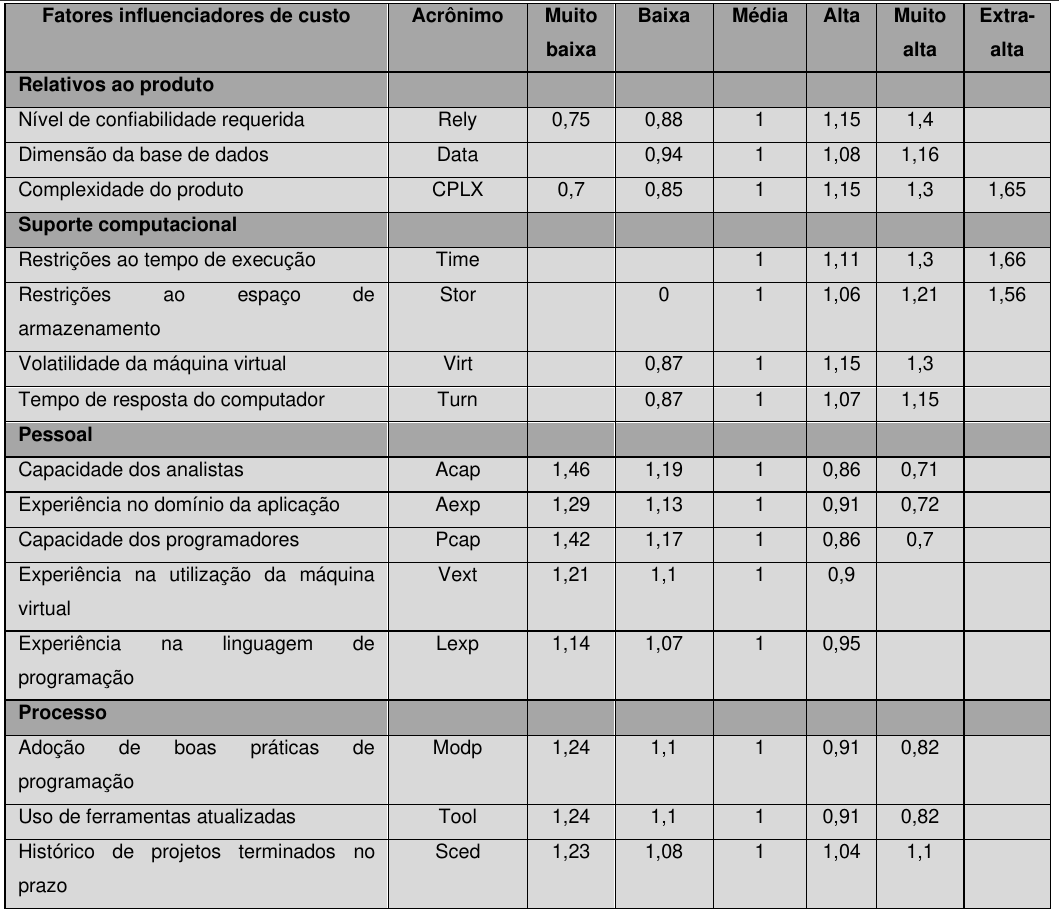 Fatores influenciadores de custo Acrônimo Muito baixa Baixa Média Alta Muito alta Extra-alta
Relativos ao produto
Nível de confiabilidade requerida Rely 0,75 0,88 1 1,15 1,4
Dimensão da base de dados Data 0,94 1 1,08 1,16
Complexidade do produto CPLX 0,7 0,85 1 1,15 1,3 1,65
Suporte computacional
Restrições ao tempo de execução Time 1 1,11 1,3 1,66
Restrições ao espaço de Stor 0 1 1,06 1,21 1,56
armazenamento
Volatilidade da máquina virtual Virt 0,87 1 1,15 1,3
Tempo de resposta do computador Turn 0,87 1 1,07 1,15
Pessoal
Capacidade dos analistas Acap 1,46 1,19 1 0,86 0,71
Experiência no domínio da aplicação Aexp 1,29 1,13 1 0,91 0,72
Capacidade dos programadores Pcap 1,42 1,17 1 0,86 0,7
Experiência na utilização da máquina Vext 1,21 1,1 1 0,9
virtual
Experiência na linguagem de Lexp 1,14 1,07 1 0,95
programação
Processo
Adoção de boas práticas de Modp 1,24 1,1 1 0,91 0,82
programação
Uso de ferramentas atualizadas Tool 1,24 1,1 1 0,91 0,82
Histórico de projetos terminados no Sced 1,23 1,08 1 1,04 1,1
prazo